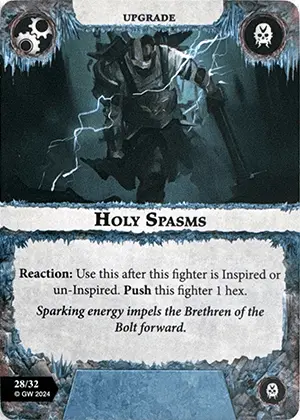 UPGRADE
HOLY SPASMS
Reaction: Use this after this fighter is Inspired or
un-Inspired. Push this fighter 1 hex.
Sparking energy impels the Brethren of the
Bolt forward.
28/32
© GW 2024